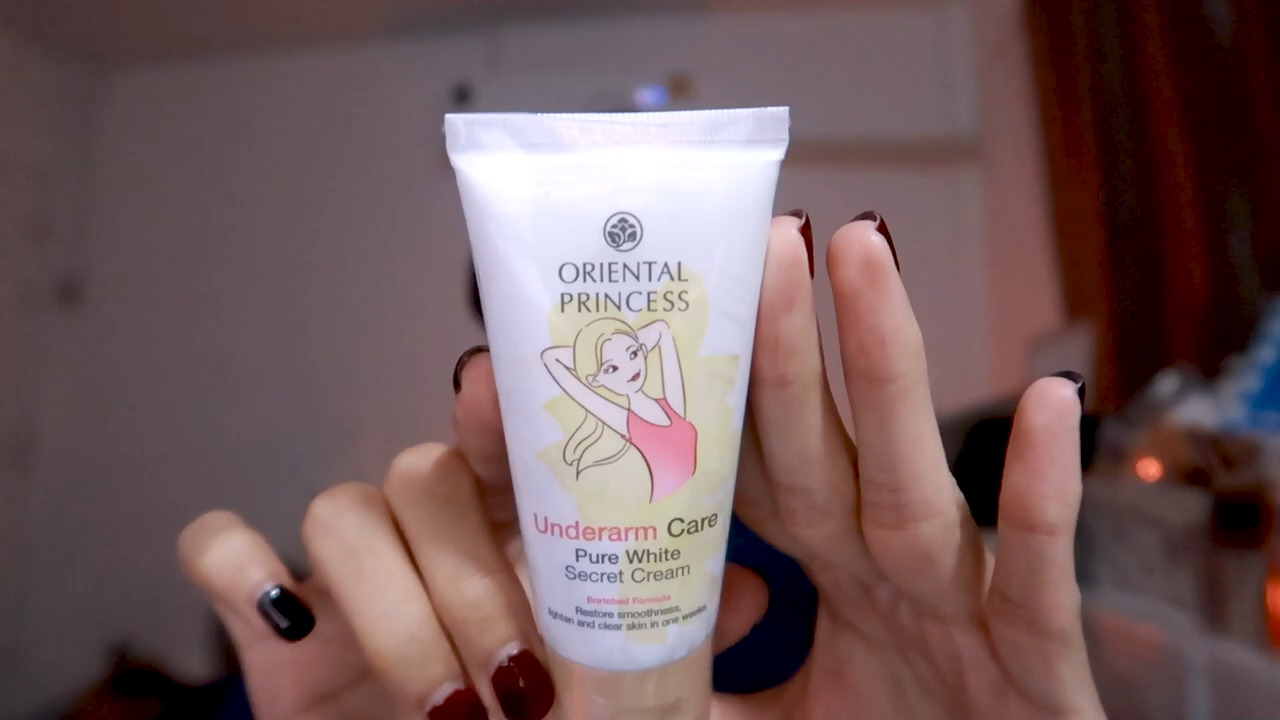 ORIENTAL
PRINCESS
Underarm Care
Pure White
Secret Cream
Enriched Formula
Restore smoothness,
lighten and clear skin in one weeks